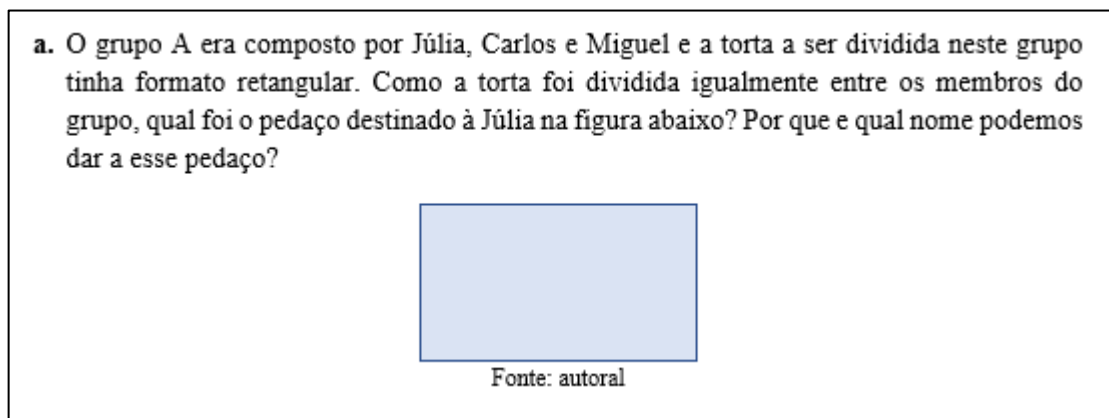 a. O grupo A era composto por Júlia, Carlos e Miguel e a torta a ser dividida neste grupo
tinha formato retangular. Como a torta foi dividida igualmente entre os membros do
grupo, qual foi o pedaço destinado à Júlia na figura abaixo? Por que e qual nome podemos
dar a esse pedaço?
Fonte: autoral